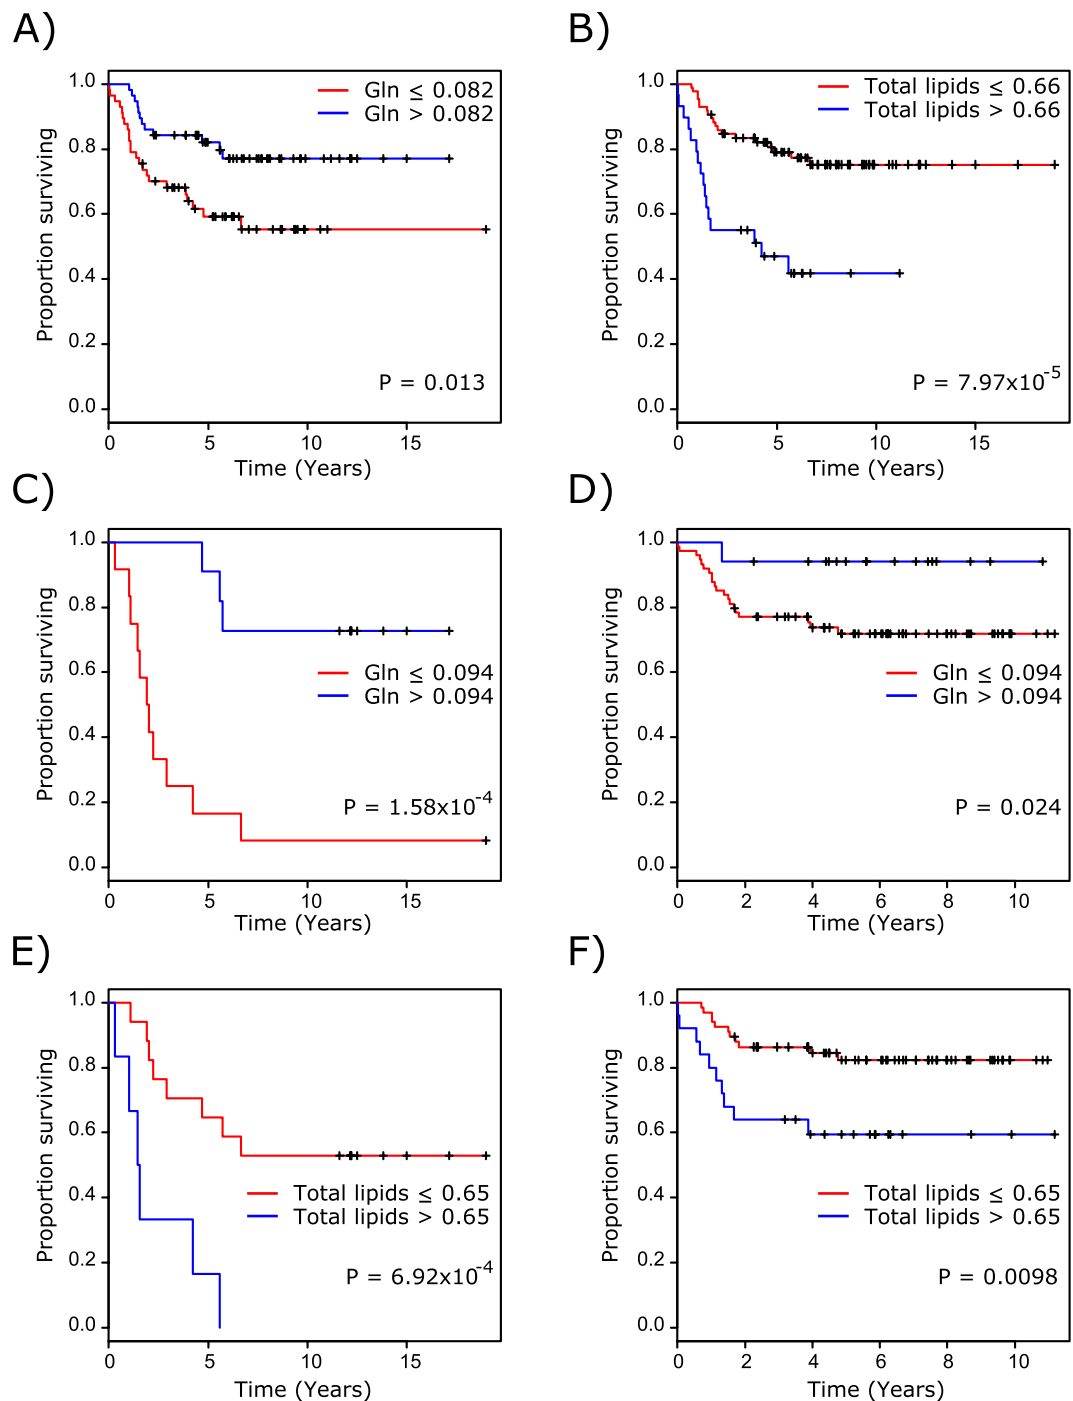 A)
1.0
0.8
0.6
0.4
0.2
0.0
Proportion surviving
Gln ≤ 0.082
Gln > 0.082
P = 0.013
0 5 10 15
Time (Years)
B)
1.0
0.8
0.6
0.4
0.2
0.0
Proportion surviving
Total lipids ≤ 0.66
Total lipids > 0.66
P = 7.97x10-5
0 5 10 15
Time (Years)
C)
1.0
0.8
0.6
0.4
0.2
0.0
Proportion surviving
Gln ≤ 0.094
Gln > 0.094
P = 1.58x10-4
0 5 10 15
Time (Years)
D)
1.0
0.8
0.6
0.4
0.2
0.0
Proportion surviving
Gln ≤ 0.094
Gln > 0.094
P = 0.024
0 2 4 6 8 10
Time (Years)
E)
1.0
0.8
0.6
0.4
0.2
0.0
Proportion surviving
Total lipids ≤ 0.65
Total lipids > 0.65
P = 6.92x10-4
0 5 10 15
Time (Years)
F)
1.0
0.8
0.6
0.4
0.2
0.0
Proportion surviving
Total lipids ≤ 0.65
Total lipids > 0.65
P = 0.0098
0 2 4 6 8 10
Time (Years)